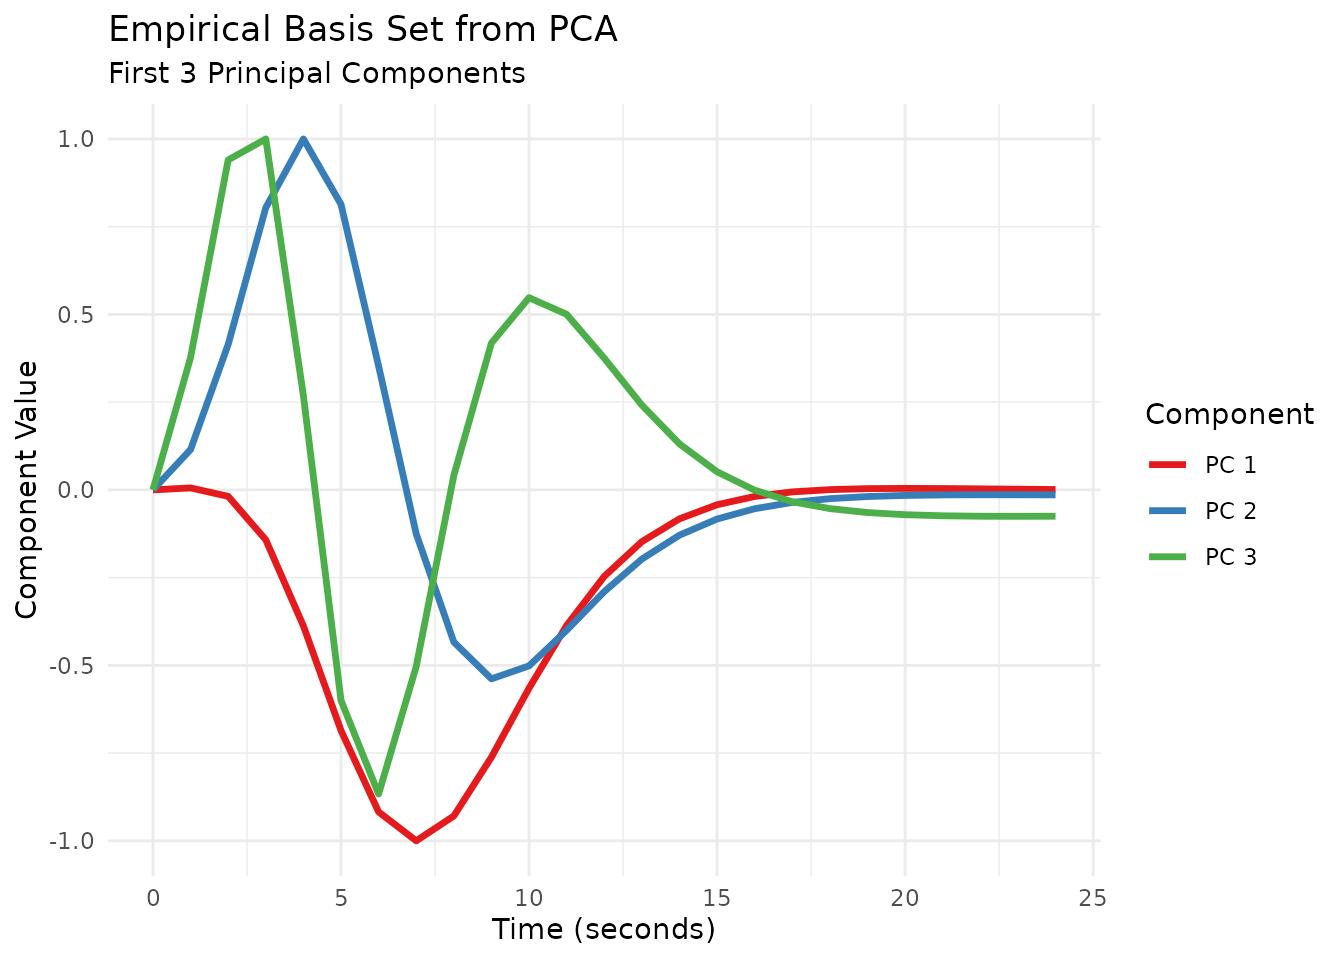 Empirical Basis Set from PCA
First 3 Principal Components
Component Value
1.0
0.5
0.0
-0.5
-1.0
0 5 10 15 20 25
Time (seconds)
Component
PC 1
PC 2
PC 3